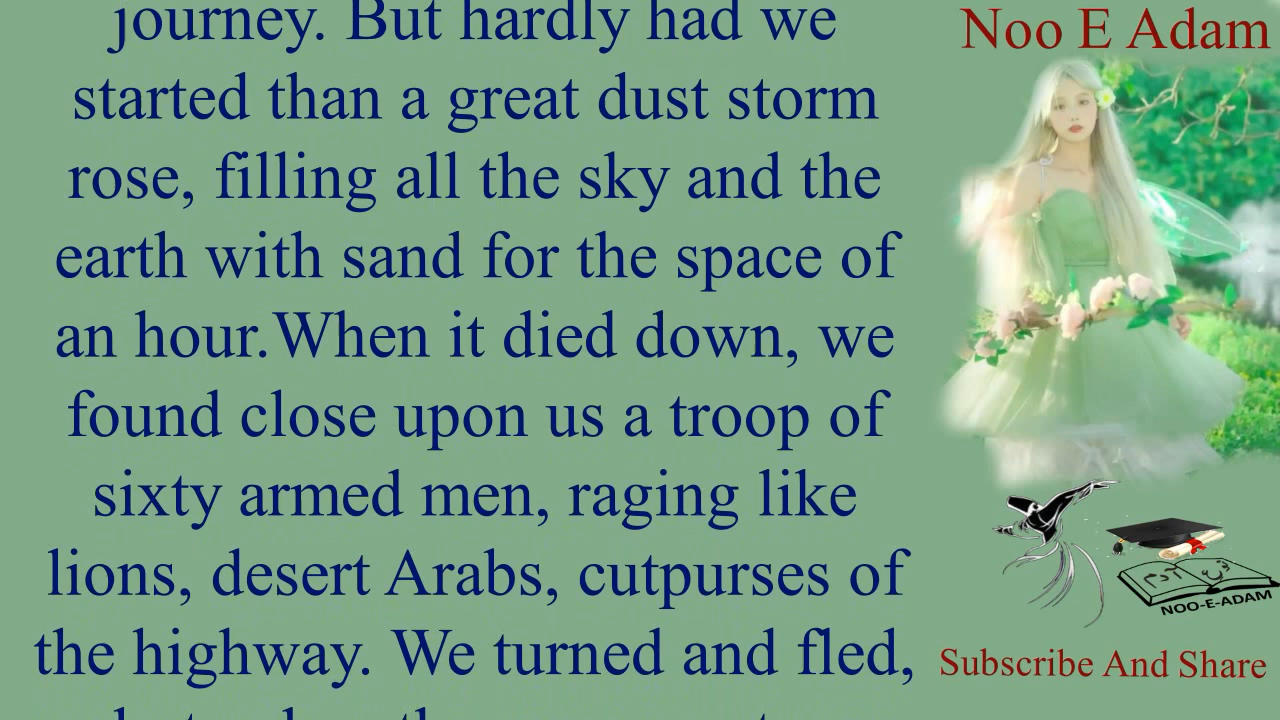 journey. But hardly had we
started than a great dust storm
rose, filling all the sky and the
earth with sand for the space of
an hour.When it died down, we
found close upon us a troop of
sixty armed men, raging like
lions, desert Arabs, cutpurses of
the highway. We turned and fled,
Noo E Adam
نوع آدم
NOO-E-ADAM
Subscribe And Share